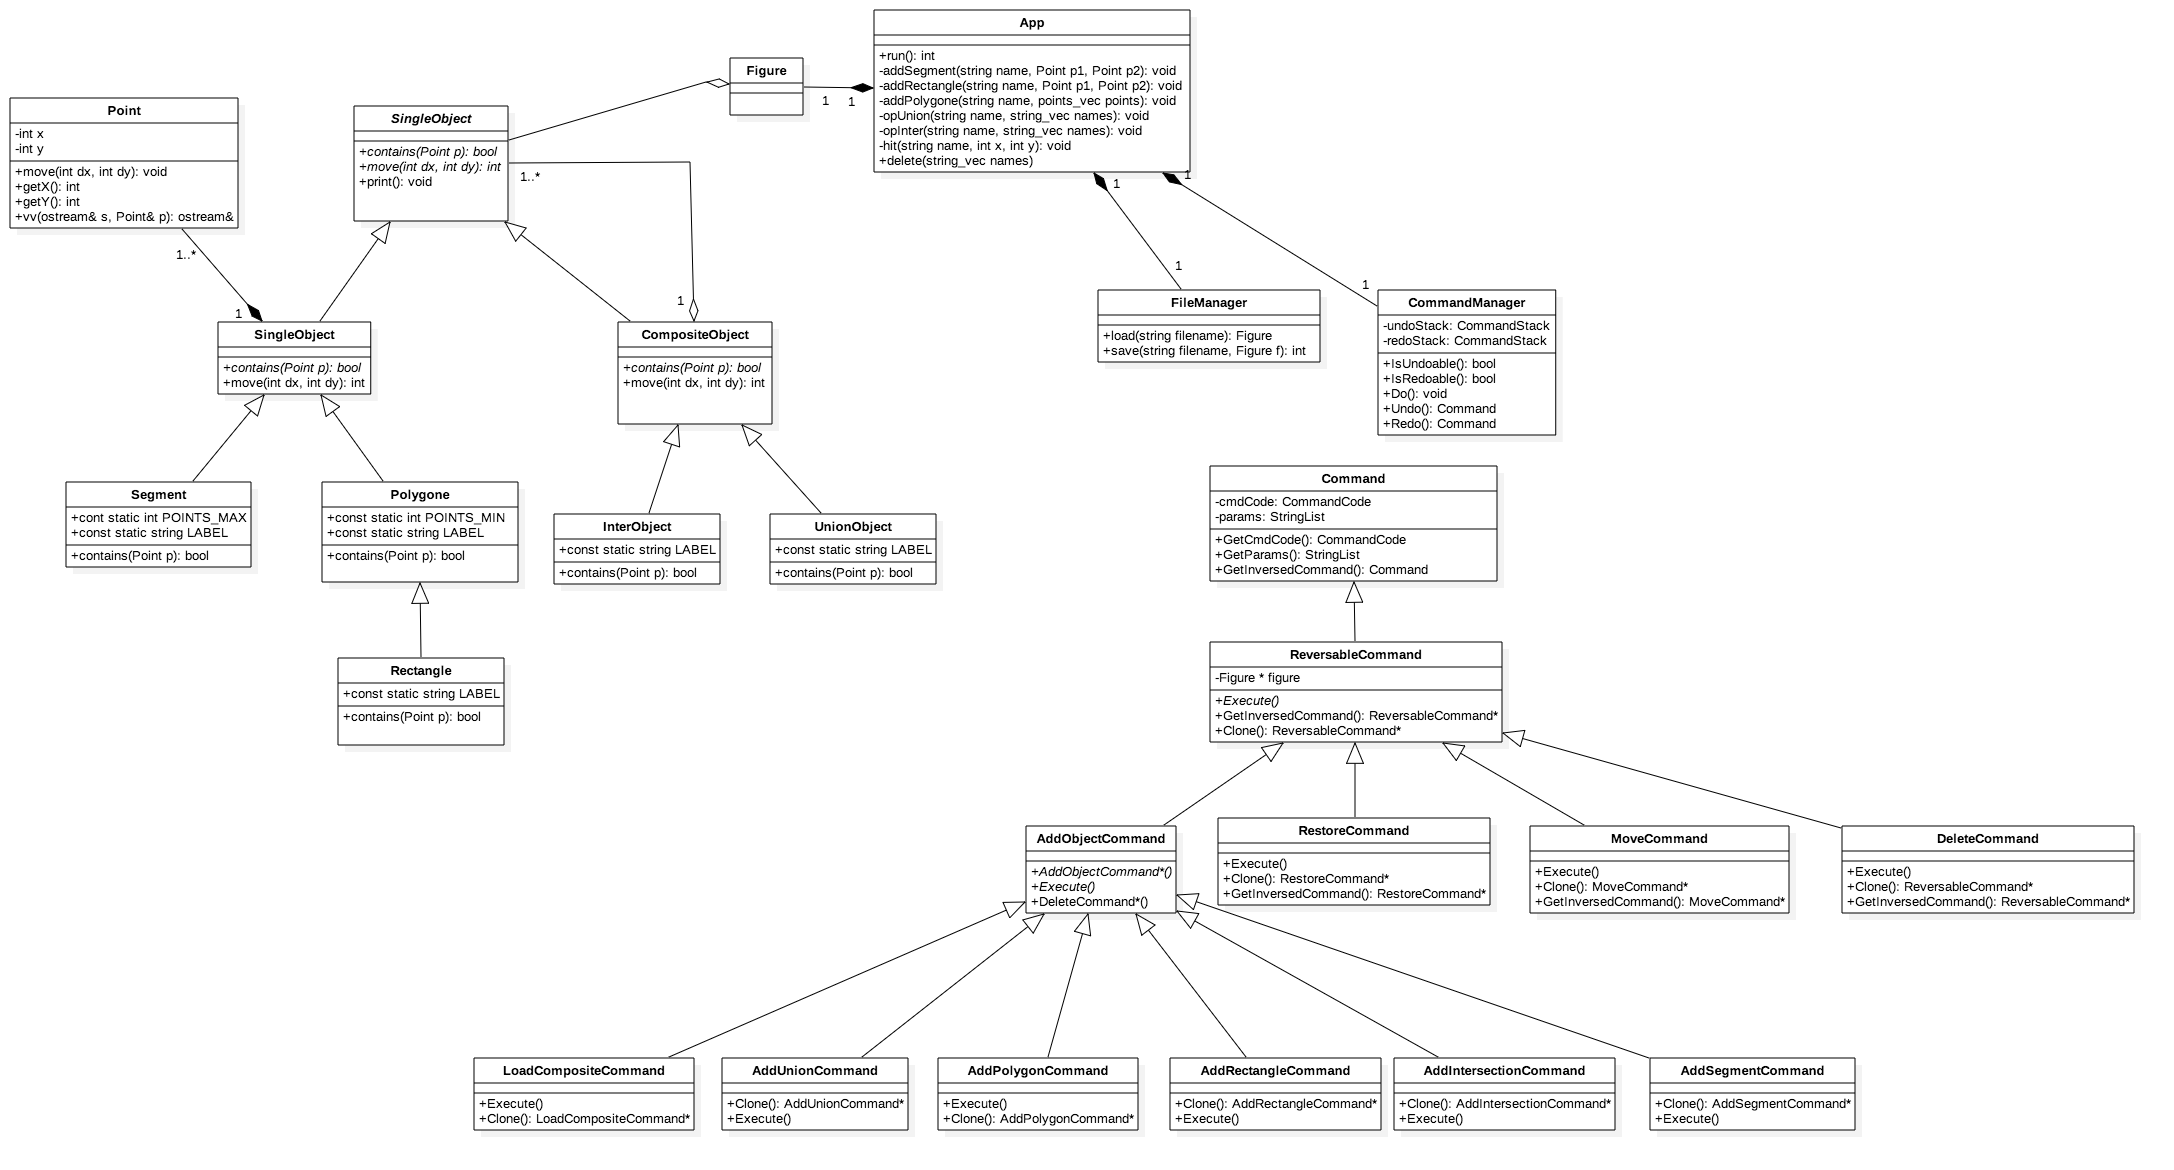 App
+run(): int
-addSegment(string name, Point p1, Point p2): void
-addRectangle(string name, Point p1, Point p2): void
-addPolygone(string name, points_vec points): void
-opUnion(string name, string_vec names): void
-opInter(string name, string_vec names): void
-hit(string name, int x, int y): void
+delete(string_vec names)
Figure
1
1
Point
-int x
-int y
+move(int dx, int dy): void
+getX(): int
+getY(): int
+vv(ostream& s, Point& p): ostream&
SingleObject
+contains(Point p): bool
+move(int dx, int dy): int
+print(): void
1..*
1
1
1..*
1
1
1
1
FileManager
+load(string filename): Figure
+save(string filename, Figure f): int
CommandManager
-undoStack: CommandStack
-redoStack: CommandStack
+IsUndoable(): bool
+IsRedoable(): bool
+Do(): void
+Undo(): Command
+Redo(): Command
SingleObject
+contains(Point p): bool
+move(int dx, int dy): int
CompositeObject
+contains(Point p): bool
+move(int dx, int dy): int
Segment
+cont static int POINTS_MAX
+const static string LABEL
+contains(Point p): bool
Polygone
+const static int POINTS_MIN
+const static string LABEL
+contains(Point p): bool
InterObject
+const static string LABEL
+contains(Point p): bool
UnionObject
+const static string LABEL
+contains(Point p): bool
Command
-cmdCode: CommandCode
-params: StringList
+GetCmdCode(): CommandCode
+GetParams(): StringList
+GetInversedCommand(): Command
Rectangle
+const static string LABEL
+contains(Point p): bool
ReversableCommand
-Figure * figure
+Execute()
+GetInversedCommand(): ReversableCommand*
+Clone(): ReversableCommand*
AddObjectCommand
+AddObjectCommand*()
+Execute()
+DeleteCommand*()
RestoreCommand
+Execute()
+Clone(): RestoreCommand*
+GetInversedCommand(): RestoreCommand*
MoveCommand
+Execute()
+Clone(): MoveCommand*
+GetInversedCommand(): MoveCommand*
DeleteCommand
+Execute()
+Clone(): ReversableCommand*
+GetInversedCommand(): ReversableCommand*
LoadCompositeCommand
+Execute()
+Clone(): LoadCompositeCommand*
AddUnionCommand
+Clone(): AddUnionCommand*
+Execute()
AddPolygonCommand
+Execute()
+Clone(): AddPolygonCommand*
AddRectangleCommand
+Clone(): AddRectangleCommand*
+Execute()
AddIntersectionCommand
+Clone(): AddIntersectionCommand*
+Execute()
AddSegmentCommand
+Clone(): AddSegmentCommand*
+Execute()